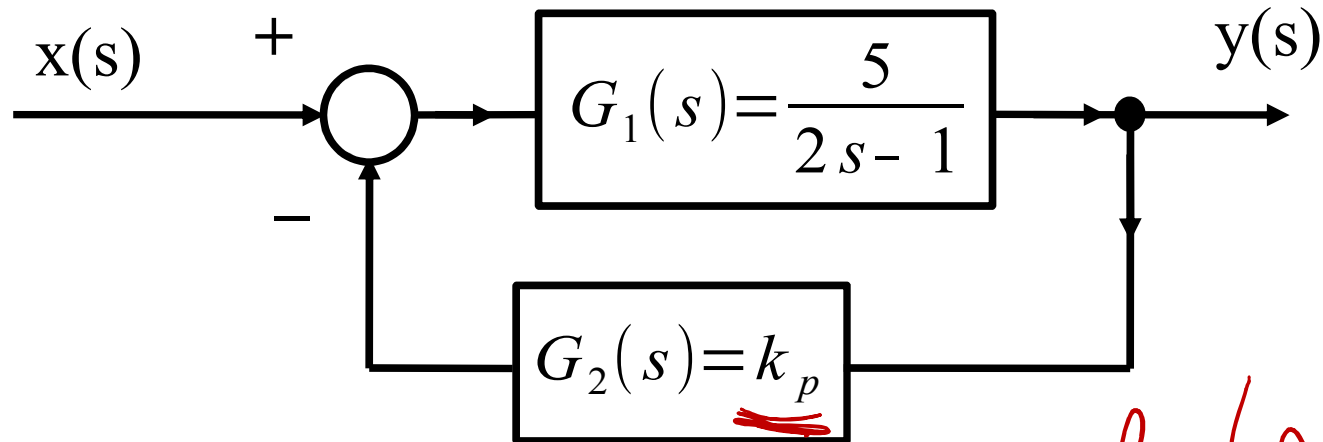 x(s)
+
G₁(s)=5/(2s- 1)
y(s)
−
G₂(s)=kₚ